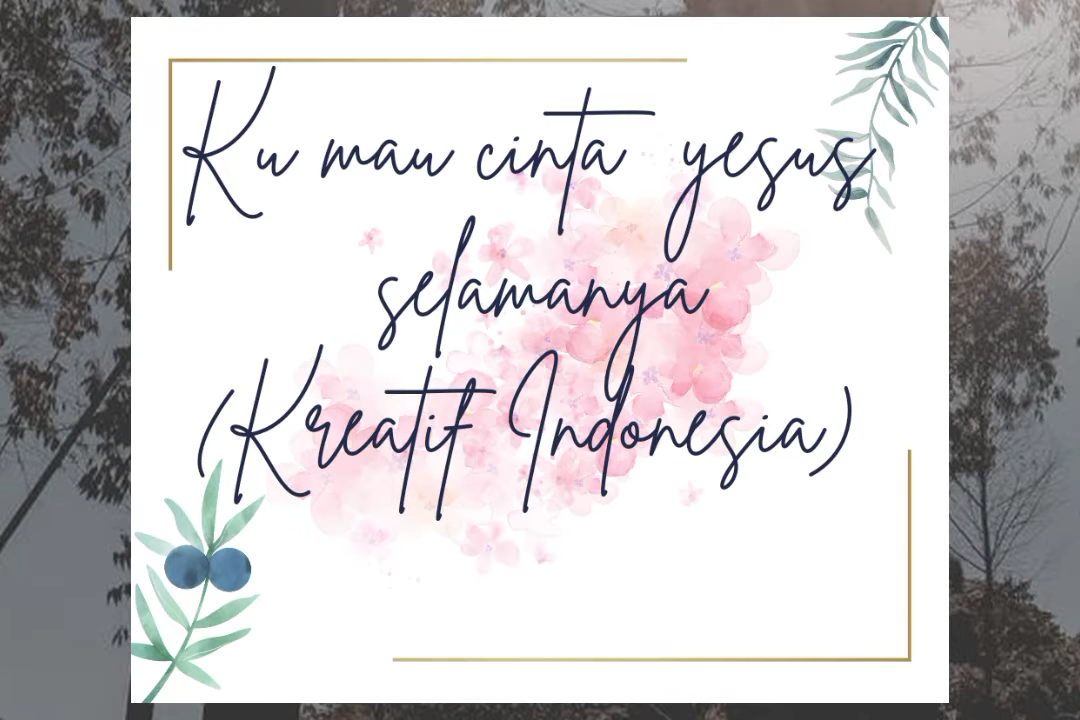 Ku mau cinta yesus
selamanya
(Kreatif Indonesia)